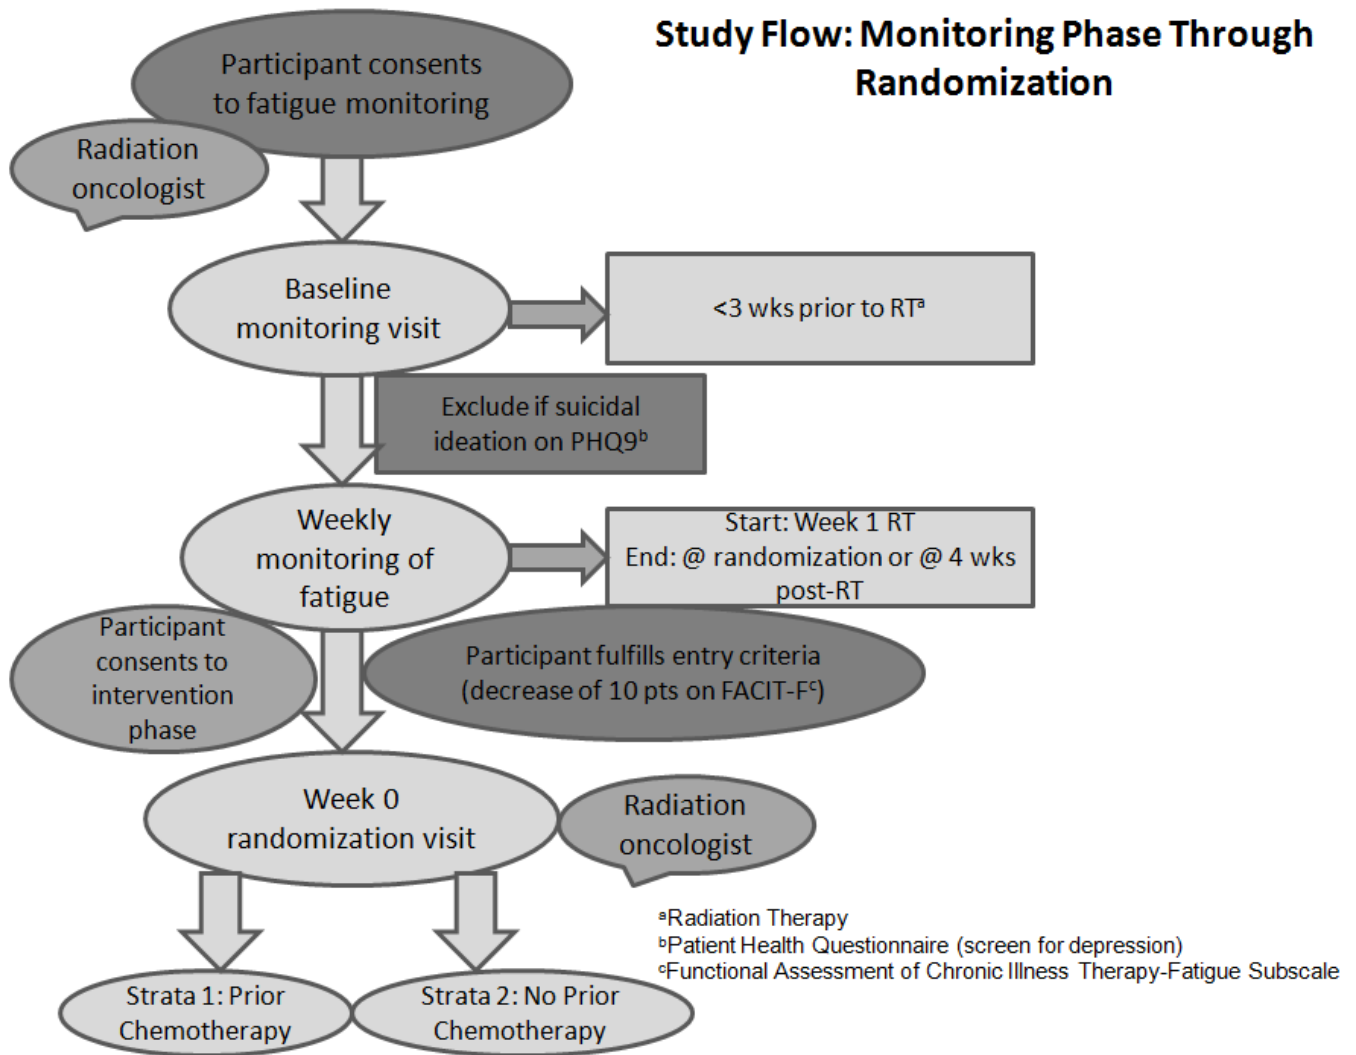 Study Flow: Monitoring Phase Through
Randomization
Participant consents
to fatigue monitoring
Radiation
oncologist
Baseline
monitoring visit
<3 wks prior to RTᵃ
Exclude if suicidal
ideation on PHQ9ᵇ
Weekly
monitoring of
fatigue
Start: Week 1 RT
End: @ randomization or @ 4 wks
post-RT
Participant
consents to
intervention
phase
Participant fulfills entry criteria
(decrease of 10 pts on FACIT-Fᶜ)
Week 0
randomization visit
Radiation
oncologist
Strata 1: Prior
Chemotherapy
Strata 2: No Prior
Chemotherapy
ᵃRadiation Therapy
ᵇPatient Health Questionnaire (screen for depression)
ᶜFunctional Assessment of Chronic Illness Therapy-Fatigue Subscale